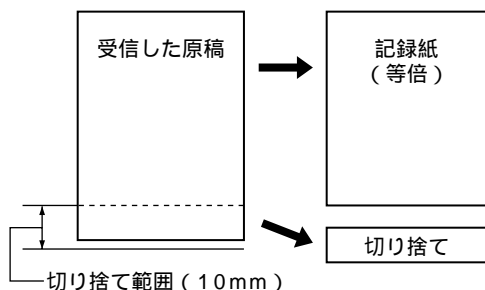 受信した原稿
記録紙
（等倍）
切り捨て
切り捨て範囲（10mm）